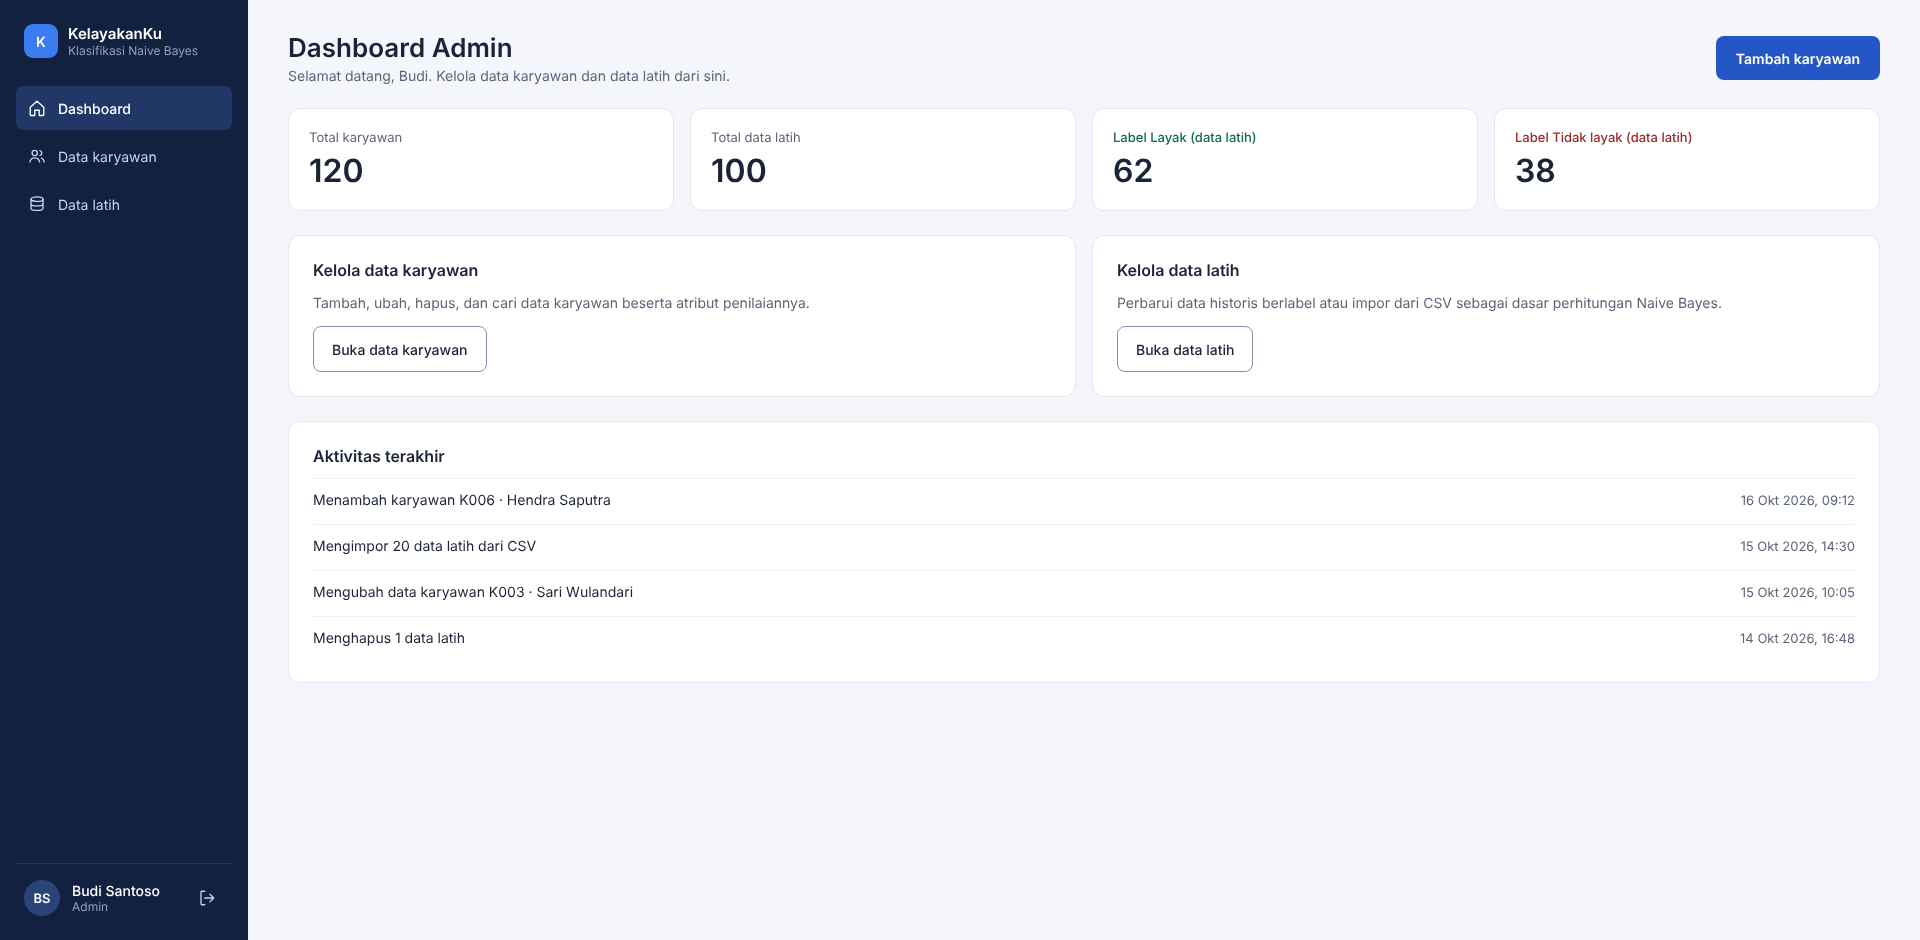 K
KelayakanKu
Klasifikasi Naive Bayes
Dashboard
Data karyawan
Data latih
BS
Budi Santoso
Admin
Dashboard Admin
Selamat datang, Budi. Kelola data karyawan dan data latih dari sini.
Tambah karyawan
Total karyawan
120
Total data latih
100
Label Layak (data latih)
62
Label Tidak layak (data latih)
38
Kelola data karyawan
Tambah, ubah, hapus, dan cari data karyawan beserta atribut penilaiannya.
Buka data karyawan
Kelola data latih
Perbarui data historis berlabel atau impor dari CSV sebagai dasar perhitungan Naive Bayes.
Buka data latih
Aktivitas terakhir
Menambah karyawan K006 · Hendra Saputra
16 Okt 2026, 09:12
Mengimpor 20 data latih dari CSV
15 Okt 2026, 14:30
Mengubah data karyawan K003 · Sari Wulandari
15 Okt 2026, 10:05
Menghapus 1 data latih
14 Okt 2026, 16:48